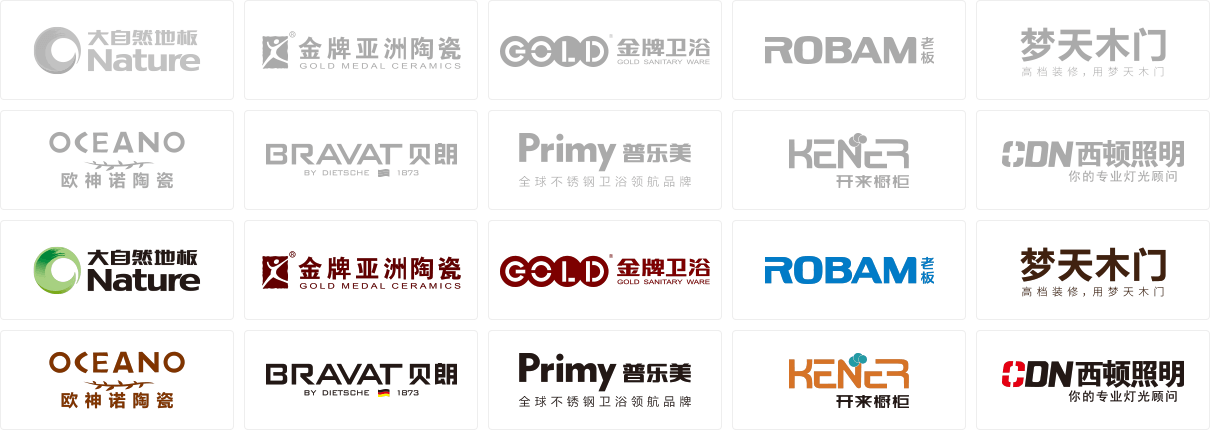 大自然地板
Nature
金牌亚洲陶瓷
GOLD MEDAL CERAMICS
GOLD 金牌卫浴
GOLD SANITARY WARE
ROBAM 老板
梦天木门
高档装修，用梦天木门
OCEANO
欧神诺陶瓷
BRAVAT 贝朗
BY DIETSCHE 1873
Primy 普乐美
全球不锈钢卫浴领航品牌
KENER
开来橱柜
CDN 西顿照明
你的专业灯光顾问
大自然地板
Nature
金牌亚洲陶瓷
GOLD MEDAL CERAMICS
GOLD 金牌卫浴
GOLD SANITARY WARE
ROBAM 老板
梦天木门
高档装修，用梦天木门
OCEANO
欧神诺陶瓷
BRAVAT 贝朗
BY DIETSCHE 1873
Primy 普乐美
全球不锈钢卫浴领航品牌
KENER
开来橱柜
CDN 西顿照明
你的专业灯光顾问